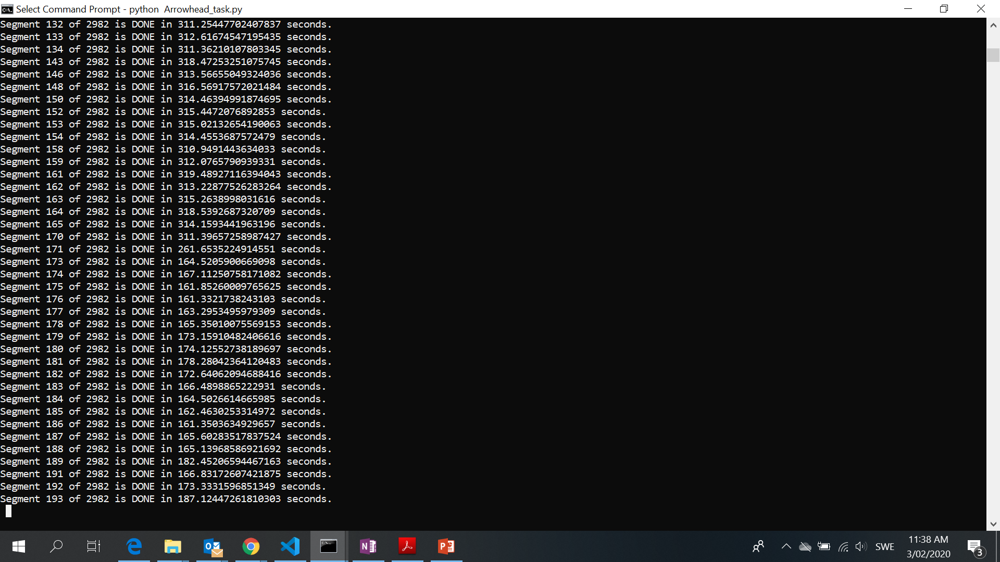 Select Command Prompt - python  Arrowhead_task.py
Segment 132 of 2982 is DONE in 311.25447702407837 seconds.
Segment 133 of 2982 is DONE in 312.61674547195435 seconds.
Segment 134 of 2982 is DONE in 311.36210107803345 seconds.
Segment 143 of 2982 is DONE in 318.47253251075745 seconds.
Segment 146 of 2982 is DONE in 313.56655049324036 seconds.
Segment 148 of 2982 is DONE in 316.56917572021484 seconds.
Segment 150 of 2982 is DONE in 314.46394991874695 seconds.
Segment 152 of 2982 is DONE in 315.4472076892853 seconds.
Segment 153 of 2982 is DONE in 315.02132654190063 seconds.
Segment 154 of 2982 is DONE in 314.4553687572479 seconds.
Segment 158 of 2982 is DONE in 310.9491443634033 seconds.
Segment 159 of 2982 is DONE in 312.0765790939331 seconds.
Segment 161 of 2982 is DONE in 319.48927116394043 seconds.
Segment 162 of 2982 is DONE in 313.22877526283264 seconds.
Segment 163 of 2982 is DONE in 315.2638998031616 seconds.
Segment 164 of 2982 is DONE in 318.5392687320709 seconds.
Segment 165 of 2982 is DONE in 314.1593441963196 seconds.
Segment 170 of 2982 is DONE in 311.39657258987427 seconds.
Segment 171 of 2982 is DONE in 261.6535224914551 seconds.
Segment 173 of 2982 is DONE in 164.5205900669098 seconds.
Segment 174 of 2982 is DONE in 167.11250758171082 seconds.
Segment 175 of 2982 is DONE in 161.85260009765625 seconds.
Segment 176 of 2982 is DONE in 161.3321738243103 seconds.
Segment 177 of 2982 is DONE in 163.2953495979309 seconds.
Segment 178 of 2982 is DONE in 165.35010075569153 seconds.
Segment 179 of 2982 is DONE in 173.15910482406616 seconds.
Segment 180 of 2982 is DONE in 174.12552738189697 seconds.
Segment 181 of 2982 is DONE in 178.28042364120483 seconds.
Segment 182 of 2982 is DONE in 172.64062094688416 seconds.
Segment 183 of 2982 is DONE in 166.4898865222931 seconds.
Segment 184 of 2982 is DONE in 164.5026614665985 seconds.
Segment 185 of 2982 is DONE in 162.4630253314972 seconds.
Segment 186 of 2982 is DONE in 161.3503634929657 seconds.
Segment 187 of 2982 is DONE in 165.60283517837524 seconds.
Segment 188 of 2982 is DONE in 165.13968586921692 seconds.
Segment 189 of 2982 is DONE in 182.45206594467163 seconds.
Segment 191 of 2982 is DONE in 166.83172607421875 seconds.
Segment 192 of 2982 is DONE in 173.3331596851349 seconds.
Segment 193 of 2982 is DONE in 187.12447261810303 seconds.
SWE
11:38 AM
3/02/2020
3